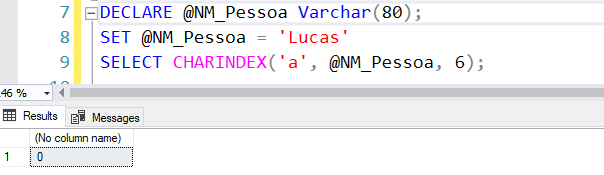 7 DECLARE @NM_Pessoa Varchar(80);
8 SET @NM_Pessoa = 'Lucas'
9 SELECT CHARINDEX('a', @NM_Pessoa, 6);
.46 %
Results Messages
(No column name)
1 0